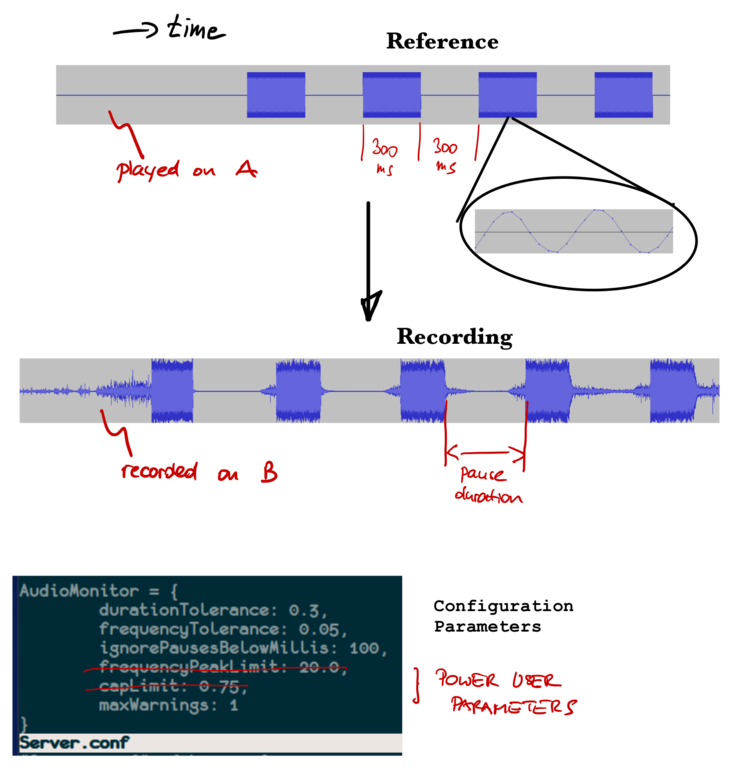 → time
Reference
played on A
300 ms
300 ms
Recording
recorded on B
pause
duration
AudioMonitor = {
durationTolerance: 0.3,
frequencyTolerance: 0.05,
ignorePausesBelowMillis: 100,
frequencyPeakLimit: 20.0,
capLimit: 0.75,
maxWarnings: 1
}
Server.conf
Configuration
Parameters
POWER USER
PARAMETERS